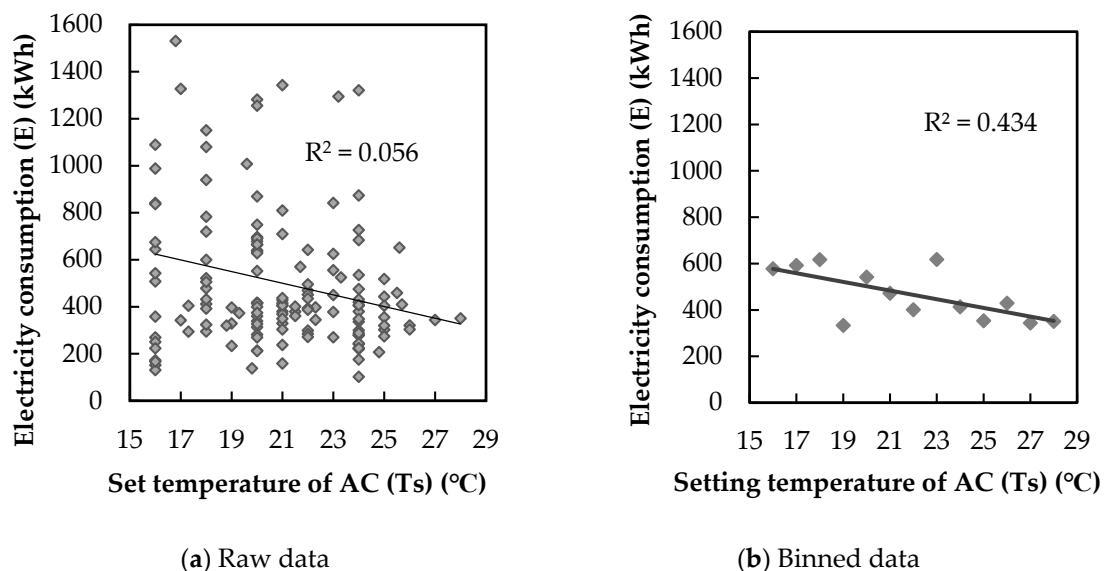 1600
1400
1200
1000
800
600
400
200
0
R² = 0.056
15 17 19 21 23 25 27 29
Electricity consumption (E) (kWh)
Set temperature of AC (Ts) (°C)
(a) Raw data
1600
1400
1200
1000
800
600
400
200
0
R² = 0.434
15 17 19 21 23 25 27 29
Electricity consumption (E) (kWh)
Setting temperature of AC (Ts) (°C)
(b) Binned data